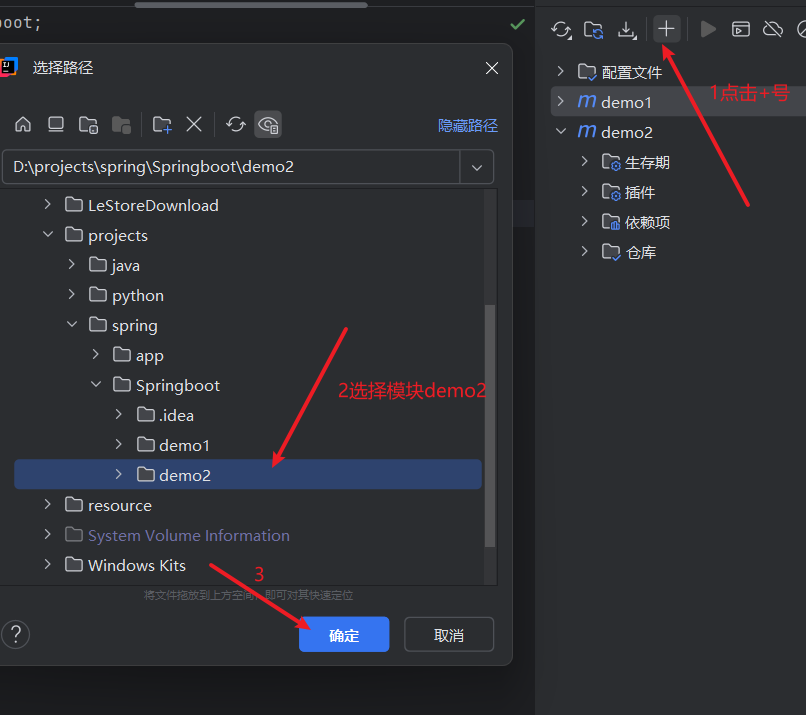 oot;
选择路径
隐藏路径
D:\projects\spring\Springboot\demo2
LeStoreDownload
projects
java
python
spring
app
Springboot
.idea
demo1
demo2
resource
System Volume Information
Windows Kits
将文件拖放到上方空间，即可对其快速定位
?
确定
取消
配置文件
demo1
demo2
生存期
插件
依赖项
仓库
1点击+号
2选择模块demo2
3